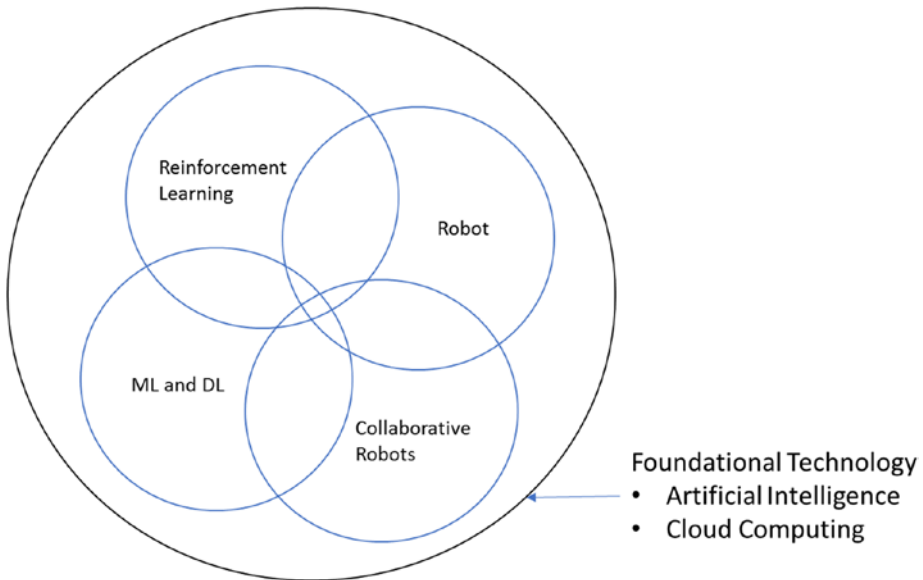 Reinforcement
Learning
Robot
ML and DL
Collaborative
Robots
Foundational Technology
• Artificial Intelligence
• Cloud Computing